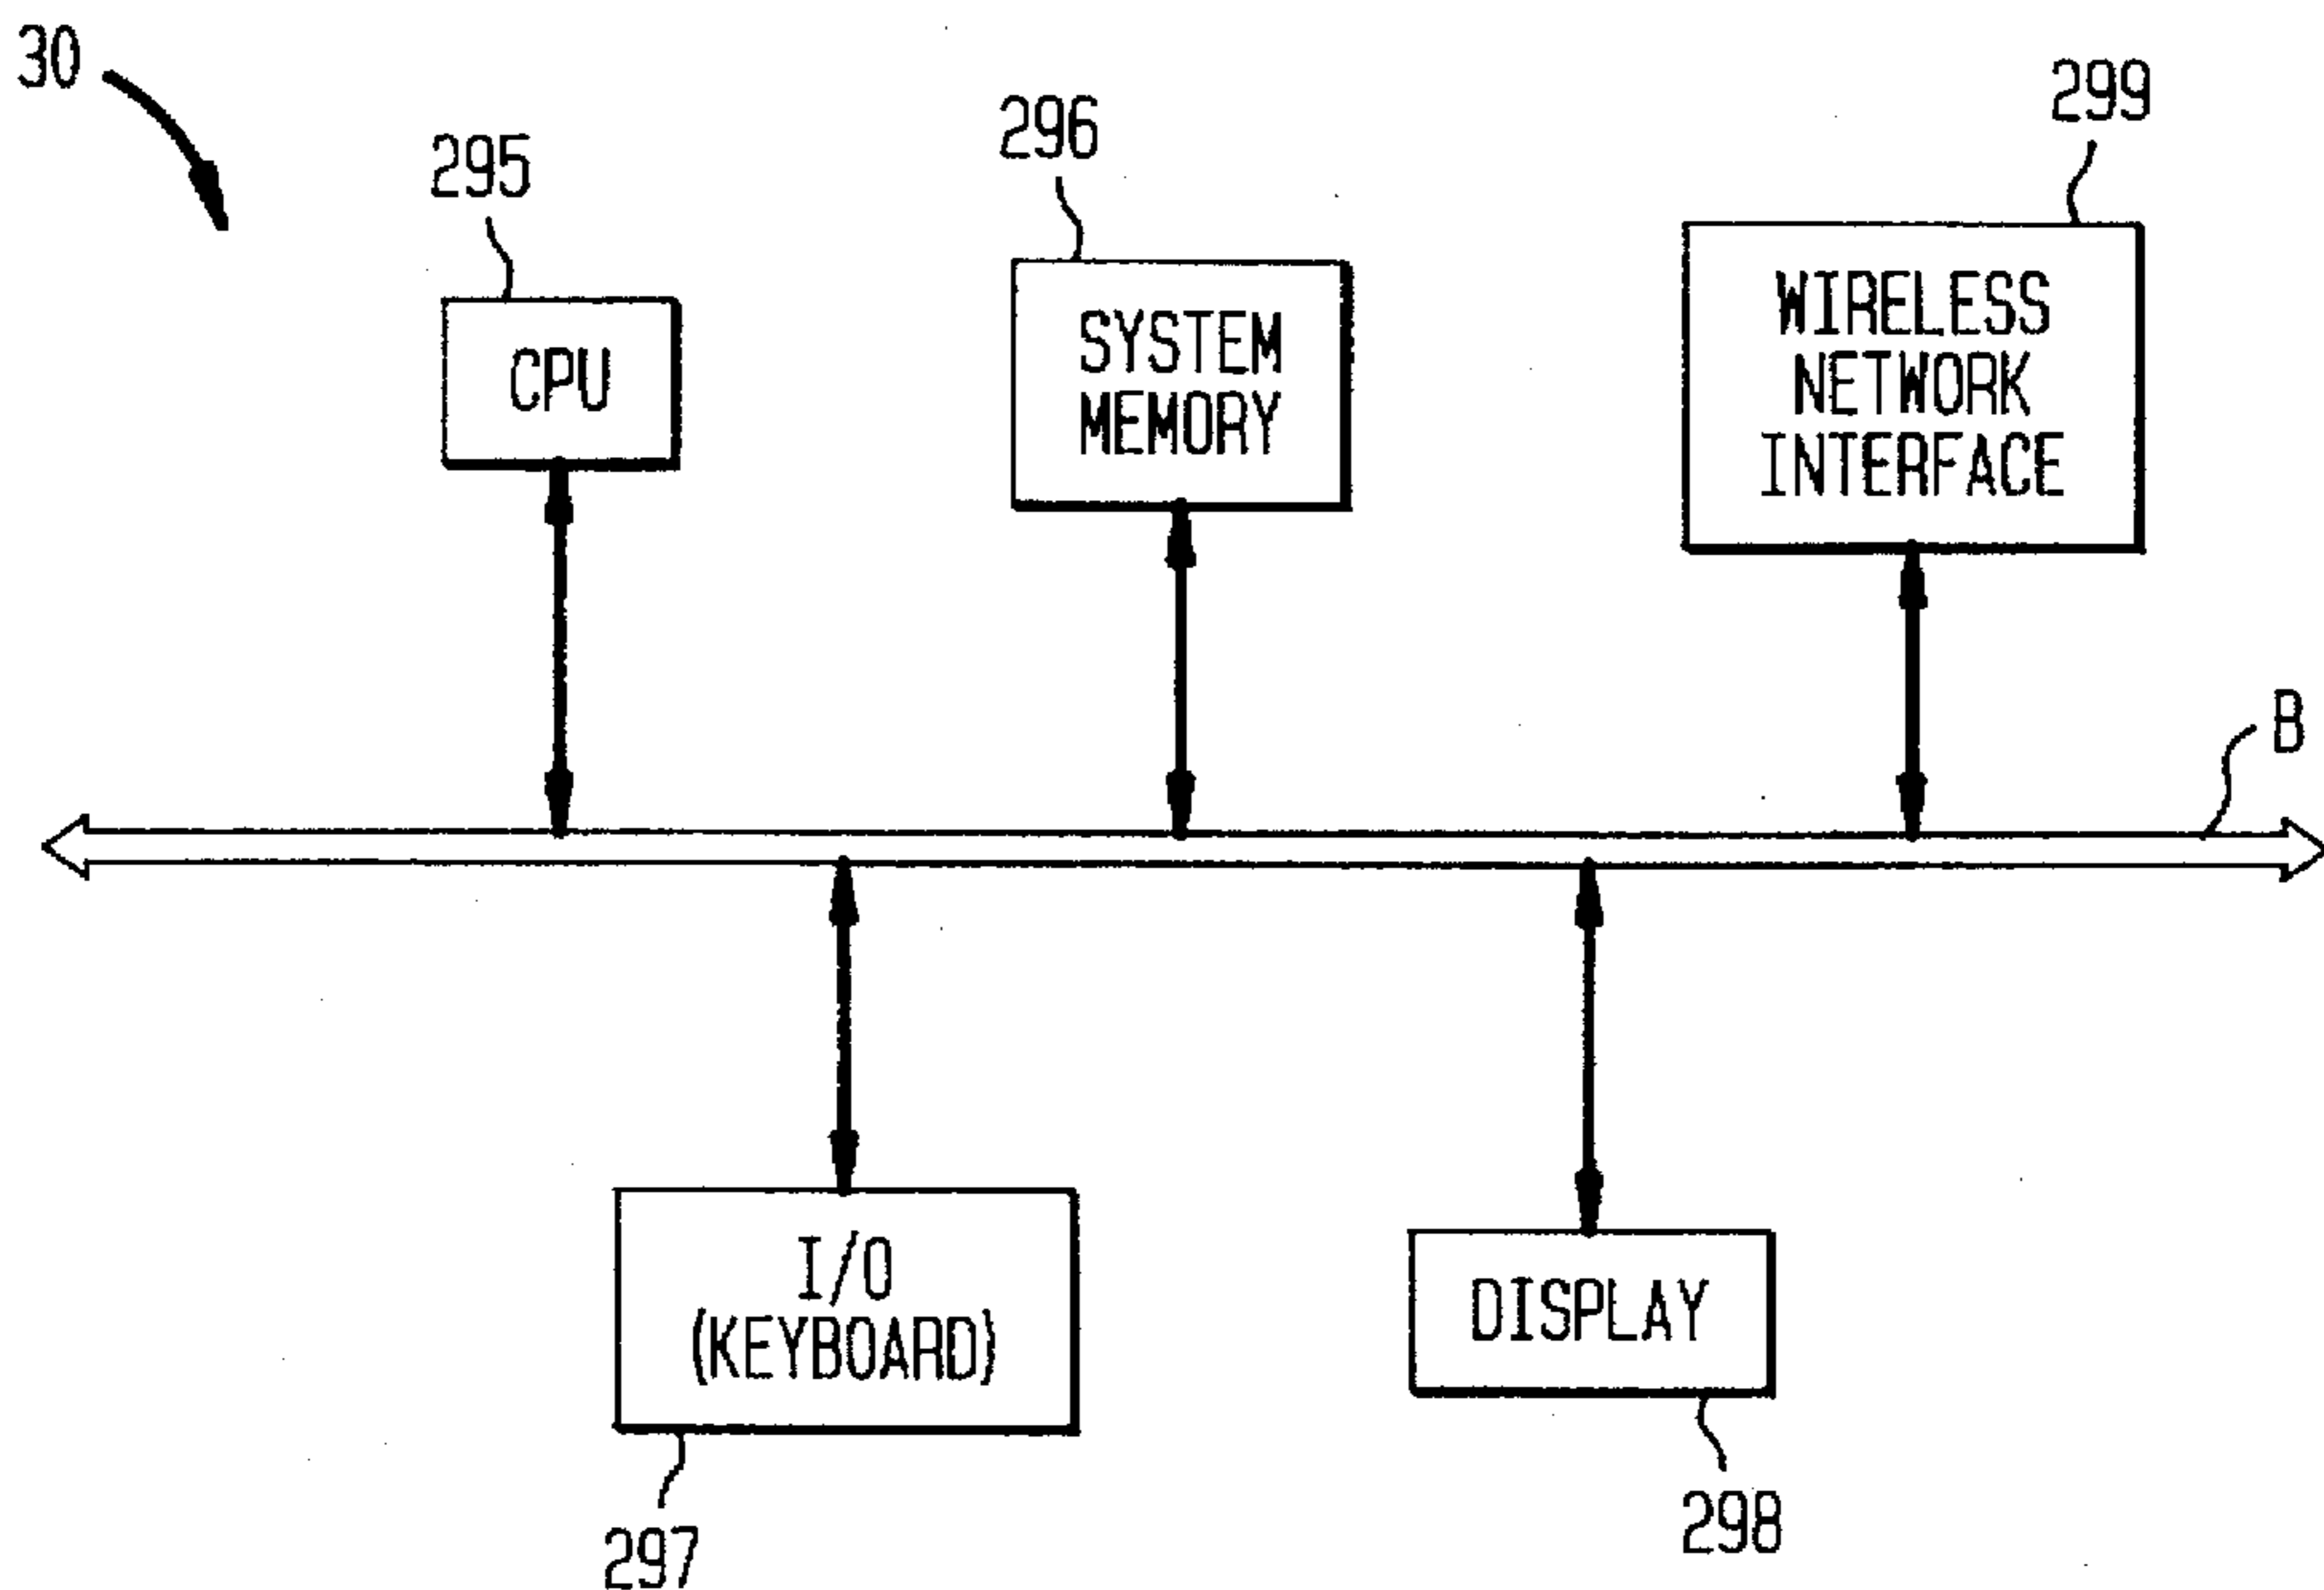 30
295
296
299
CPU
SYSTEM
MEMORY
WIRELESS
NETWORK
INTERFACE
B
I/O
(KEYBOARD)
DISPLAY
297
298